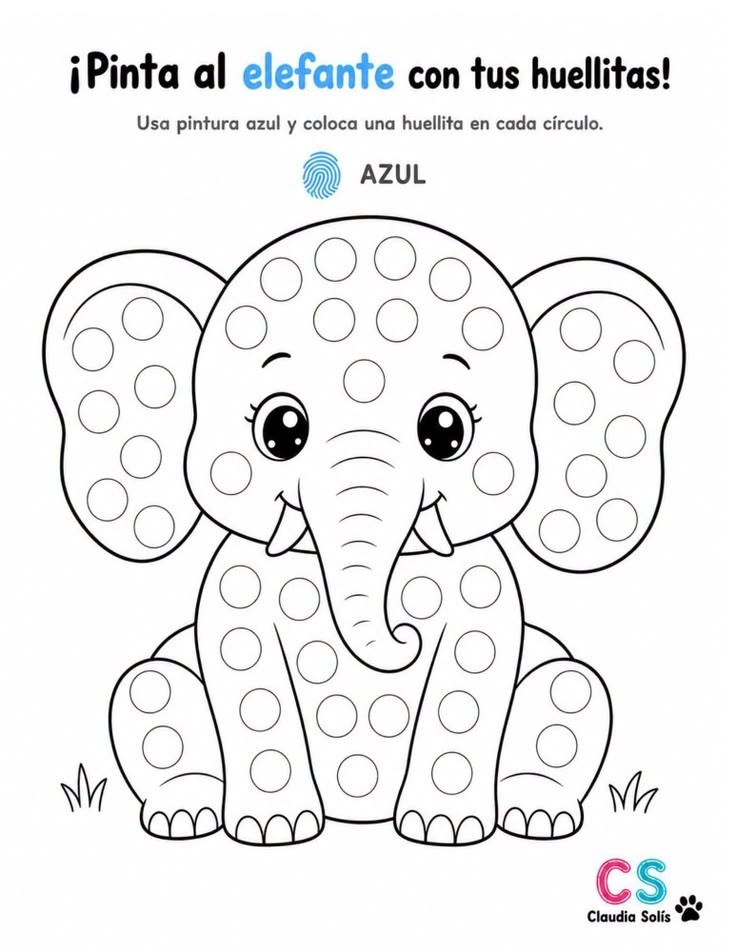 ¡Pinta al elefante con tus huellitas!
Usa pintura azul y coloca una huellita en cada círculo.
AZUL
CS
Claudia Solís